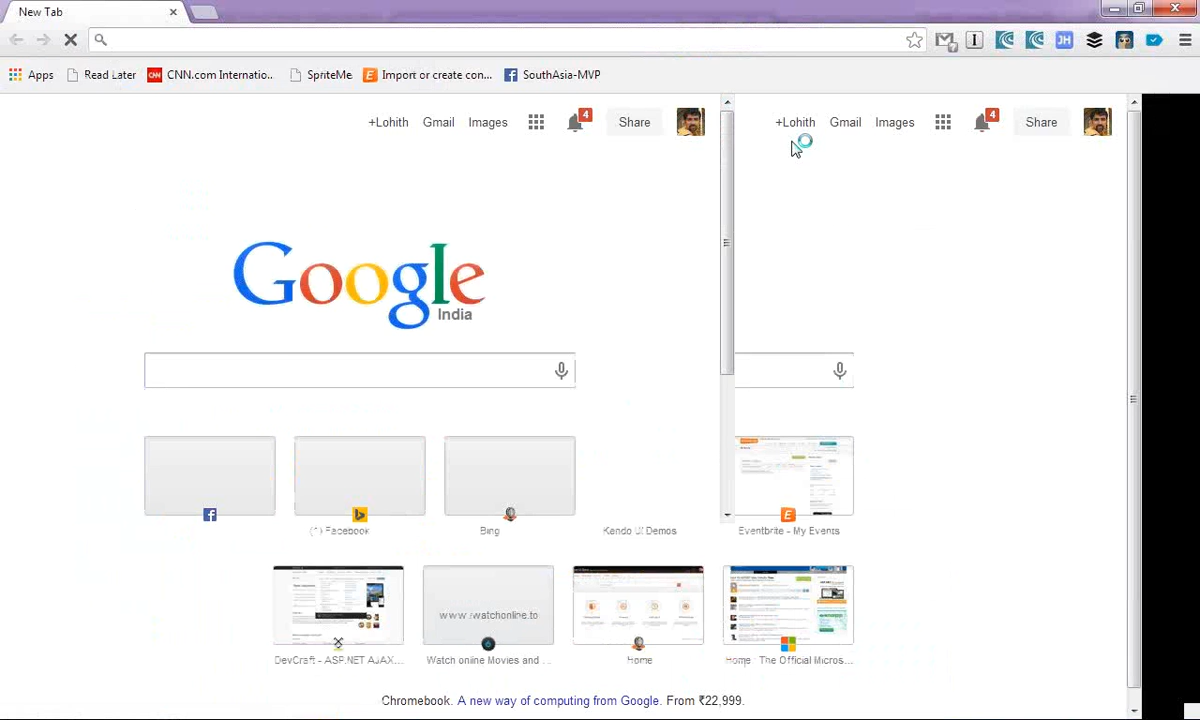 New Tab
Apps Read Later CNN.com Internatio.. SpriteMe Import or create con... SouthAsia-MVP
+Lohith Gmail Images 4 Share +Lohith Gmail Images 4 Share
Google
India
(1) Facebook Bing Kendo UI Demos Eventbrite - My Events
www.watchonline.to
DevCraft - ASP.NET AJAX... Watch online Movies and ... Home Home The Official Micros...
Chromebook. A new way of computing from Google. From ₹22,999.